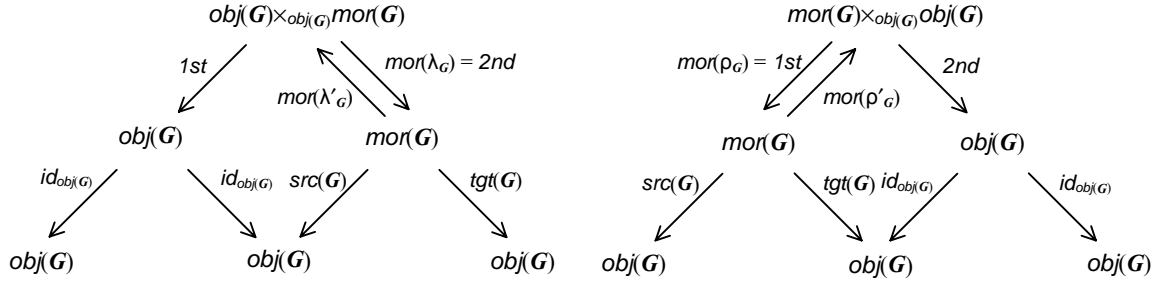 obj(G)×obj(G)mor(G) mor(G)×obj(G)obj(G)
1st mor(λG) = 2nd mor(ρG) = 1st 2nd
mor(λ′G) mor(ρ′G)
obj(G) mor(G) mor(G) obj(G)
idobj(G) idobj(G) src(G) tgt(G) src(G) tgt(G) idobj(G) idobj(G)
obj(G) obj(G) obj(G) obj(G) obj(G) obj(G)